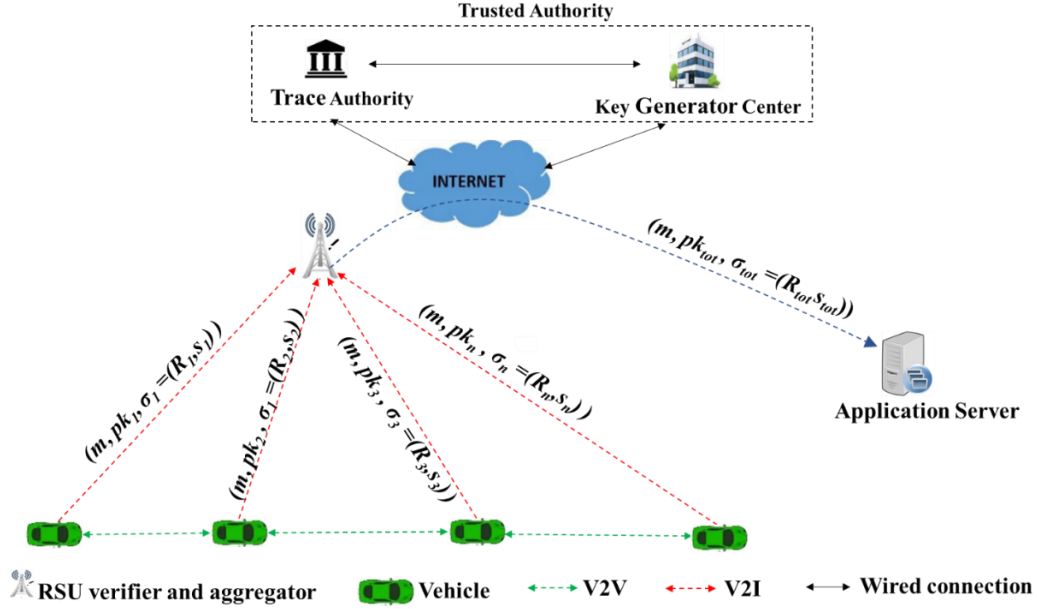 Trusted Authority
Trace Authority
Key Generator Center
INTERNET
(m, pk_tot, σ_tot =(R_tot s_tot))
(m, pk_1, σ_1 =(R_1,s_1))
(m, pk_2, σ_1 =(R_2,s_2))
(m, pk_3, σ_3 =(R_3,s_3))
(m, pk_n, σ_n =(R_n,s_n))
Application Server
RSU verifier and aggregator
Vehicle
V2V
V2I
Wired connection